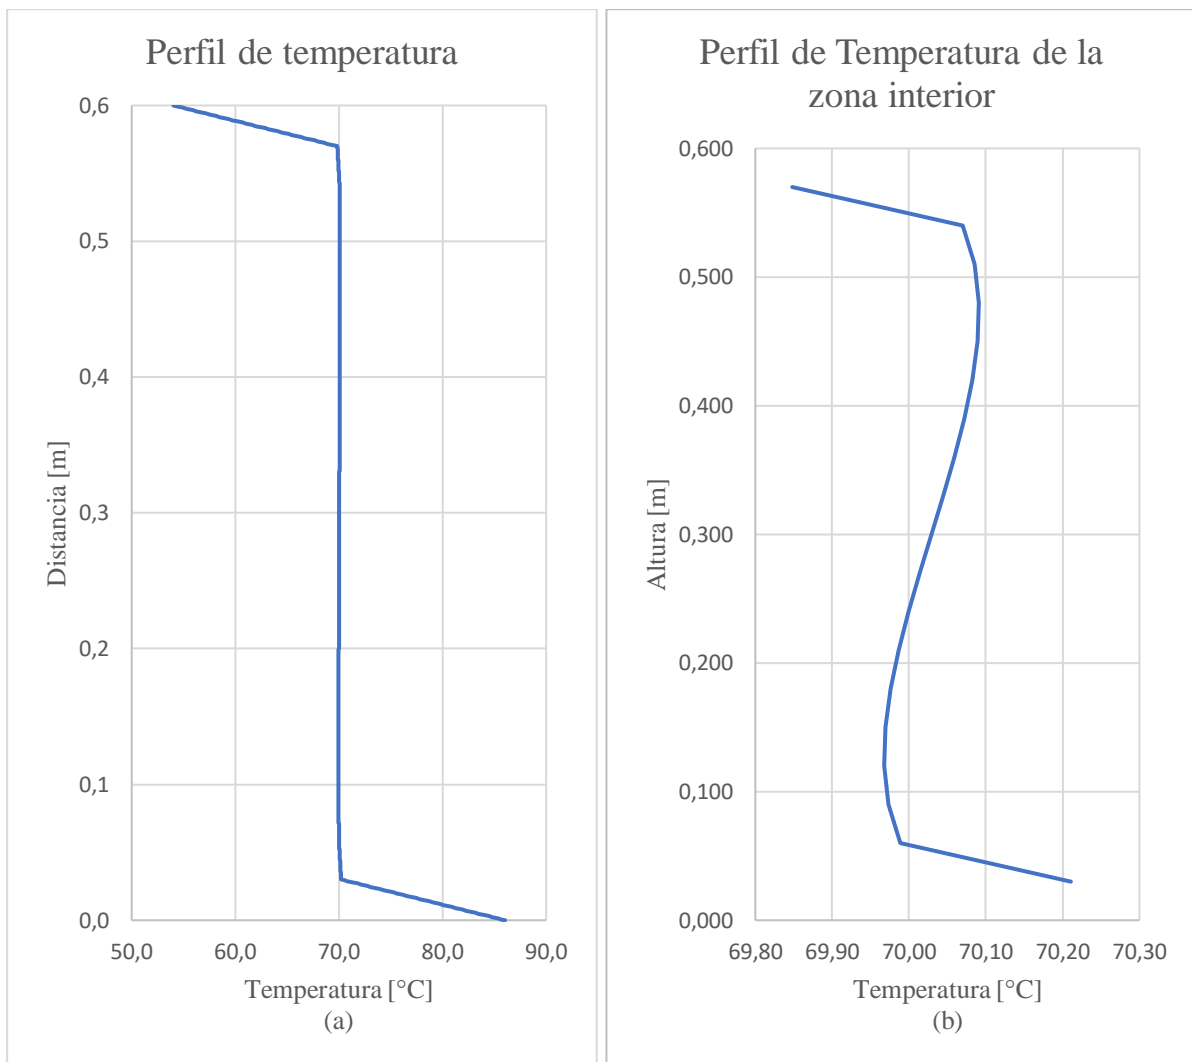 Perfil de temperatura
0,6
0,5
0,4
0,3
0,2
0,1
0,0
50,0 60,0 70,0 80,0 90,0
Distancia [m]
Temperatura [°C]
(a)
Perfil de Temperatura de la
zona interior
0,600
0,500
0,400
0,300
0,200
0,100
0,000
69,80 69,90 70,00 70,10 70,20 70,30
Altura [m]
Temperatura [°C]
(b)